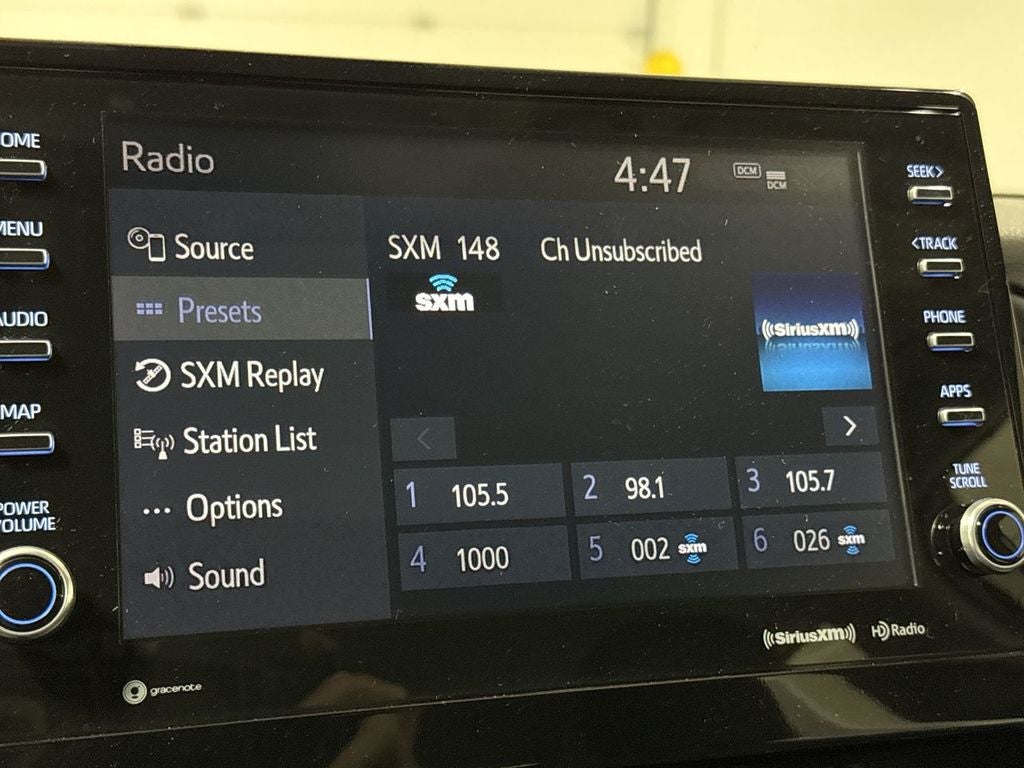 OME
MENU
AUDIO
MAP
POWER
VOLUME
Radio
4:47
DCM
DCM
Source
Presets
SXM Replay
Station List
Options
Sound
SXM 148 Ch Unsubscribed
sxm
((SiriusXM))
< >
1 105.5
2 98.1
3 105.7
4 1000
5 002 sxm
6 026 sxm
SEEK>
<TRACK
PHONE
APPS
TUNE
SCROLL
gracenote
((SiriusXM))
HD Radio